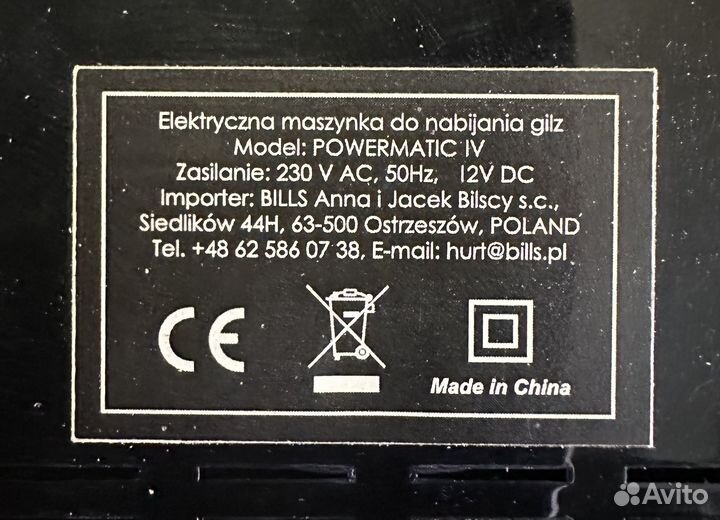 Elektryczna maszynka do nabijania gilz
Model: POWERMATIC IV
Zasilanie: 230 V AC, 50Hz, 12V DC
Importer: BILLS Anna i Jacek Bilscy s.c.,
Siedlików 44H, 63-500 Ostrzeszów, POLAND
Tel. +48 62 586 07 38, E-mail: hurt@bills.pl
CE
Made in China
Avito